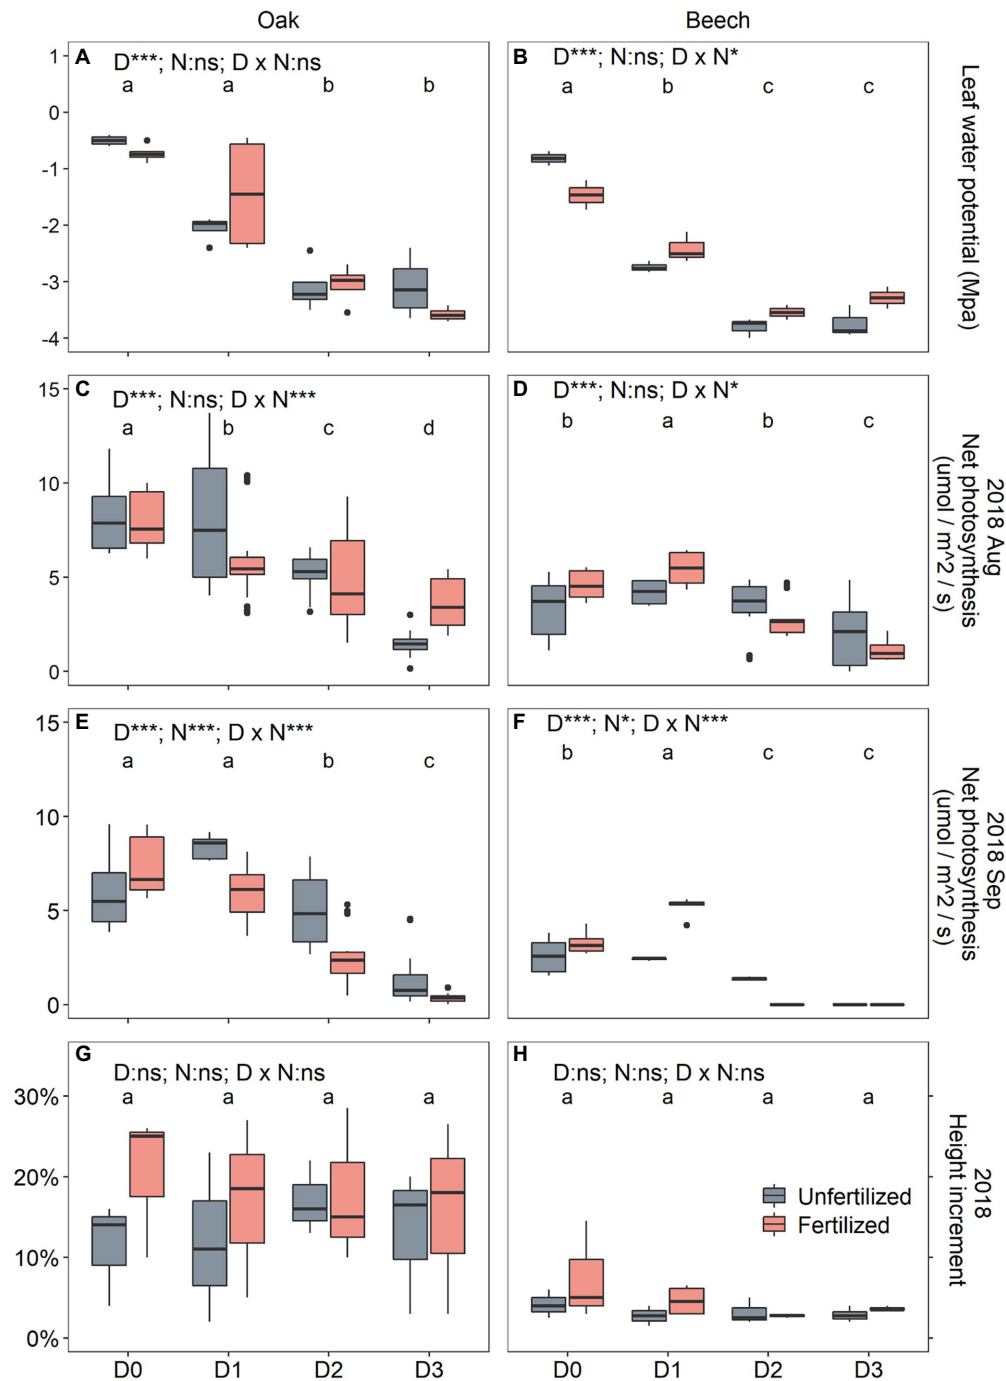 Oak
Beech
A
D***; N:ns; D x N:ns
a a b b
1
0
-1
-2
-3
-4
B
D***; N:ns; D x N*
a b c c
Leaf water potential (Mpa)
C
D***; N:ns; D x N***
a b c d
15
10
5
0
D
D***; N:ns; D x N*
b a b c
2018 Aug
Net photosynthesis
(umol / m^2 / s)
E
D***; N***; D x N***
a a b c
15
10
5
0
F
D***; N*; D x N***
b a c c
2018 Sep
Net photosynthesis
(umol / m^2 / s)
G
D:ns; N:ns; D x N:ns
a a a a
30%
20%
10%
0%
H
D:ns; N:ns; D x N:ns
a a a a
Unfertilized
Fertilized
2018
Height increment
D0 D1 D2 D3
D0 D1 D2 D3